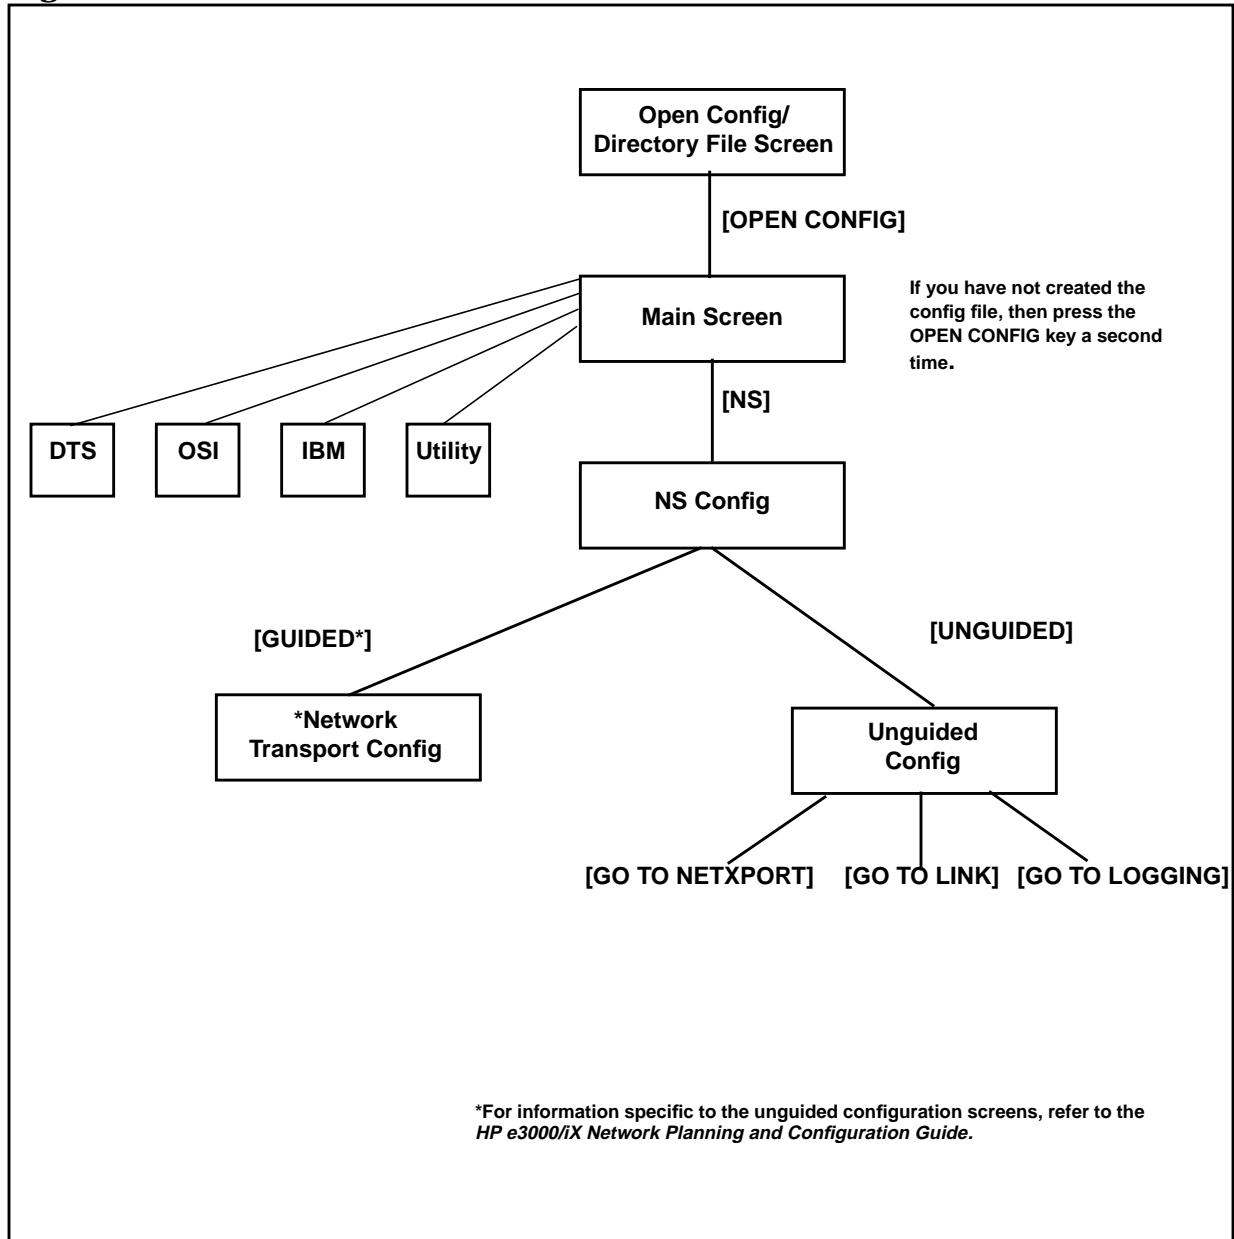 Open Config/
Directory File Screen
[OPEN CONFIG]
If you have not created the
config file, then press the
OPEN CONFIG key a second
time.
Main Screen
[NS]
DTS
OSI
IBM
Utility
NS Config
[GUIDED*]
[UNGUIDED]
*Network
Transport Config
Unguided
Config
[GO TO NETXPORT]
[GO TO LINK]
[GO TO LOGGING]
*For information specific to the unguided configuration screens, refer to the
HP e3000/iX Network Planning and Configuration Guide.